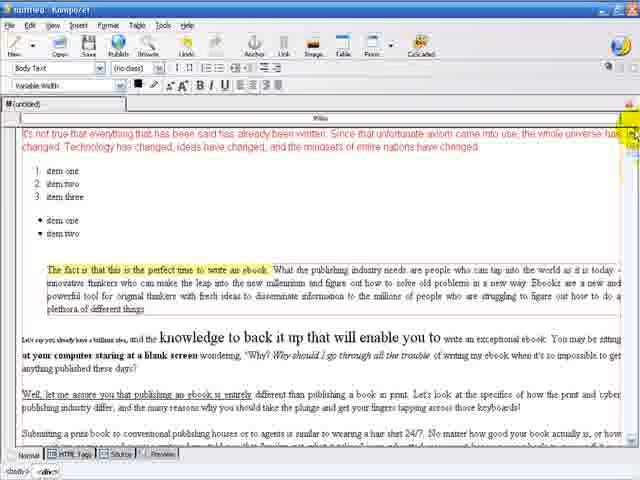 (untitled) - KompoZer
File Edit View Insert Format Table Tools Help
New Open Save Publish Browse Undo Redo Anchor Link Image Table Form Cascades
Body Text (no class)
Variable Width B I U
(untitled)
It's not true that everything that has been said has already been written. Since that unfortunate axiom came into use, the whole universe has
changed. Technology has changed, ideas have changed, and the mindsets of entire nations have changed.
1. item one
2. item two
3. item three
• item one
• item two
The fact is that this is the perfect time to write an ebook. What the publishing industry needs are people who can tap into the world as it is today -
innovative thinkers who can make the leap into the new millennium and figure out how to solve old problems in a new way. Ebooks are a new and
powerful tool for original thinkers with fresh ideas to disseminate information to the millions of people who are struggling to figure out how to do a
plethora of different things
Let's say you already have a brilliant idea, and the knowledge to back it up that will enable you to write an exceptional ebook. You may be sitting
at your computer staring at a blank screen wondering, "Why? Why should I go through all the trouble of writing my ebook when it's so impossible to get
anything published these days?
Well, let me assure you that publishing an ebook is entirely different than publishing a book in print. Let's look at the specifics of how the print and cyber
publishing industry differ, and the many reasons why you should take the plunge and get your fingers tapping across those keyboards!
Submitting a print book to conventional publishing houses or to agents is similar to wearing a hair shirt 24/7. No matter how good your book actually is, or how
Normal HTML Tags Source Preview
<body> <div>